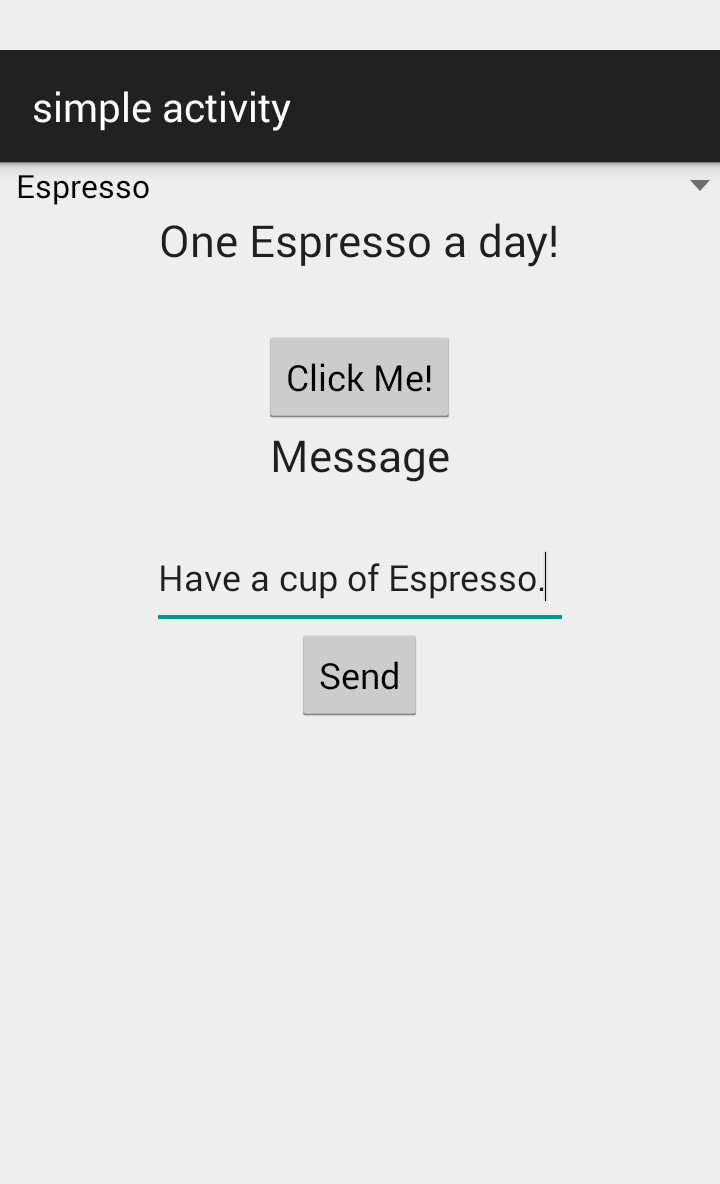 simple activity
Espresso
One Espresso a day!
Click Me!
Message
Have a cup of Espresso.
Send